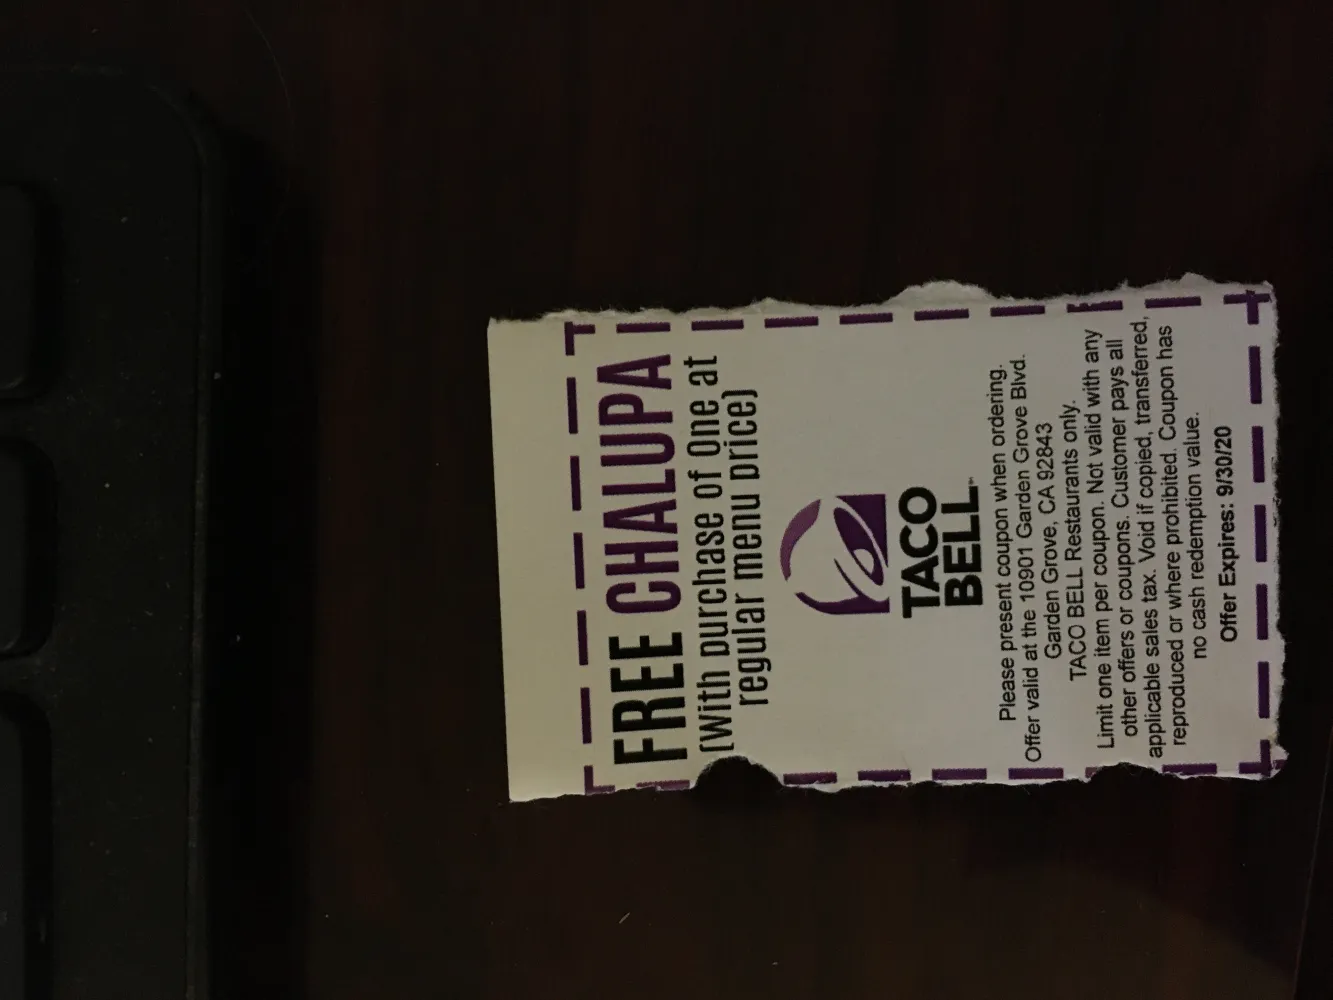 FREE CHALUPA
(With purchase of One at
regular menu price)
TACO
BELL™
Please present coupon when ordering.
Offer valid at the 10901 Garden Grove Blvd.
Garden Grove, CA 92843
TACO BELL Restaurants only.
Limit one item per coupon. Not valid with any
other offers or coupons. Customer pays all
applicable sales tax. Void if copied, transferred,
reproduced or where prohibited. Coupon has
no cash redemption value.
Offer Expires: 9/30/20